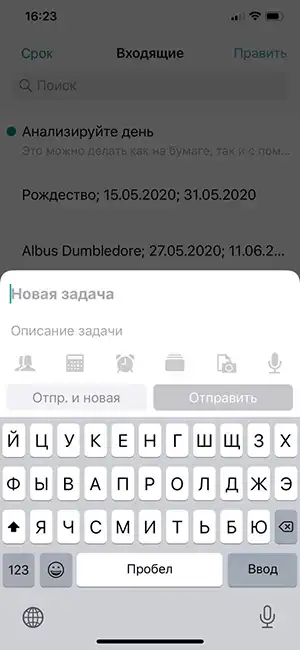 16:23
Срок Входящие Править
Поиск
Анализируйте день
Это можно делать как на бумаге, так и с пом...
Рождество; 15.05.2020; 31.05.2020
Albus Dumbledore; 27.05.2020; 11.06.2...
Новая задача
Описание задачи
Отпр. и новая Отправить
Й Ц У К Е Н Г Ш Щ З Х
Ф Ы В А П Р О Л Д Ж Э
Я Ч С М И Т Ь Б Ю
123 Пробел Ввод